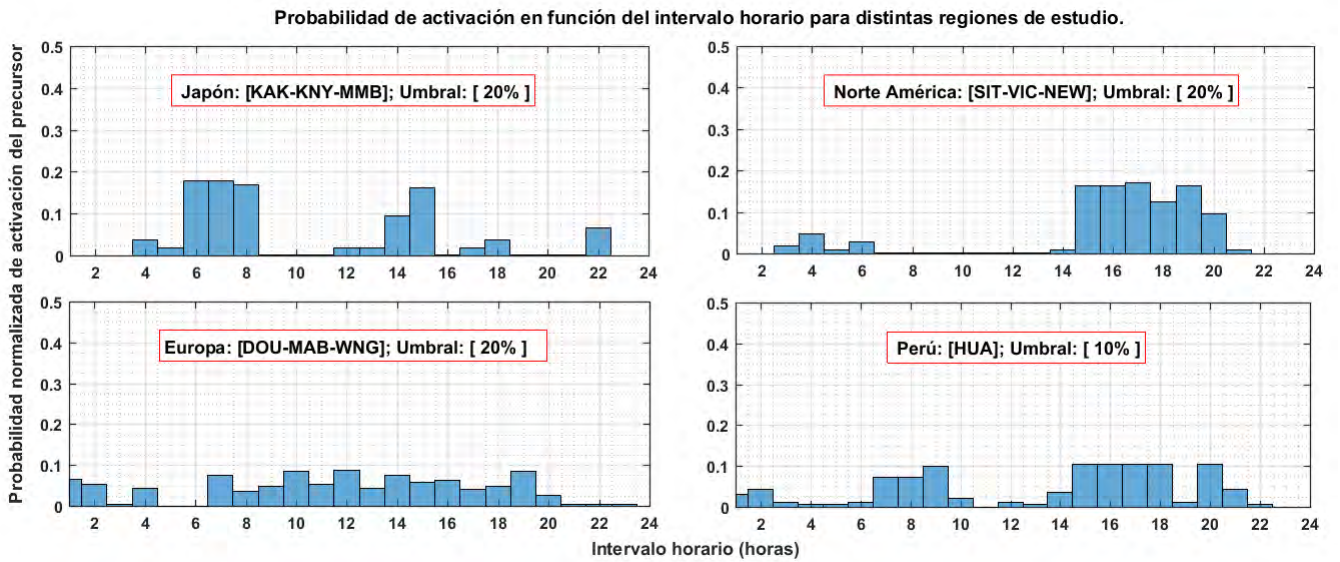 Probabilidad de activación en función del intervalo horario para distintas regiones de estudio.
Probabilidad normalizada de activación del precursor
0.5
0.4
0.3
0.2
0.1
0
Japón: [KAK-KNY-MMB]; Umbral: [ 20% ]
2 4 6 8 10 12 14 16 18 20 22 24
0.5
0.4
0.3
0.2
0.1
0
Norte América: [SIT-VIC-NEW]; Umbral: [ 20% ]
2 4 6 8 10 12 14 16 18 20 22 24
0.5
0.4
0.3
0.2
0.1
0
Europa: [DOU-MAB-WNG]; Umbral: [ 20% ]
2 4 6 8 10 12 14 16 18 20 22 24
0.5
0.4
0.3
0.2
0.1
0
Perú: [HUA]; Umbral: [ 10% ]
2 4 6 8 10 12 14 16 18 20 22 24
Intervalo horario (horas)